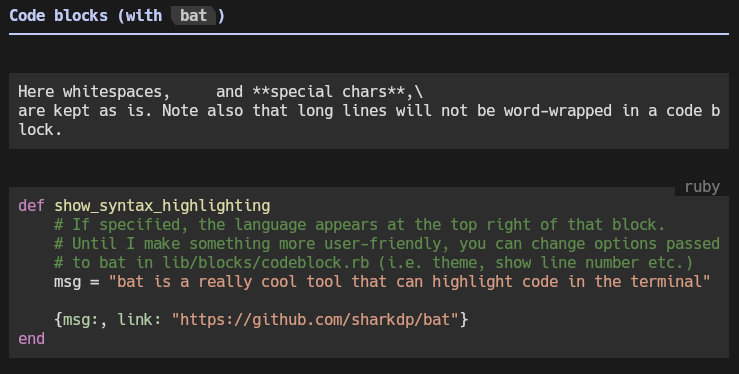 Code blocks (with bat )
Here whitespaces,     and **special chars**,\
are kept as is. Note also that long lines will not be word-wrapped in a code b
lock.
ruby
def show_syntax_highlighting
    # If specified, the language appears at the top right of that block.
    # Until I make something more user-friendly, you can change options passed
    # to bat in lib/blocks/codeblock.rb (i.e. theme, show line number etc.)
    msg = "bat is a really cool tool that can highlight code in the terminal"
    {msg:, link: "https://github.com/sharkdp/bat"}
end